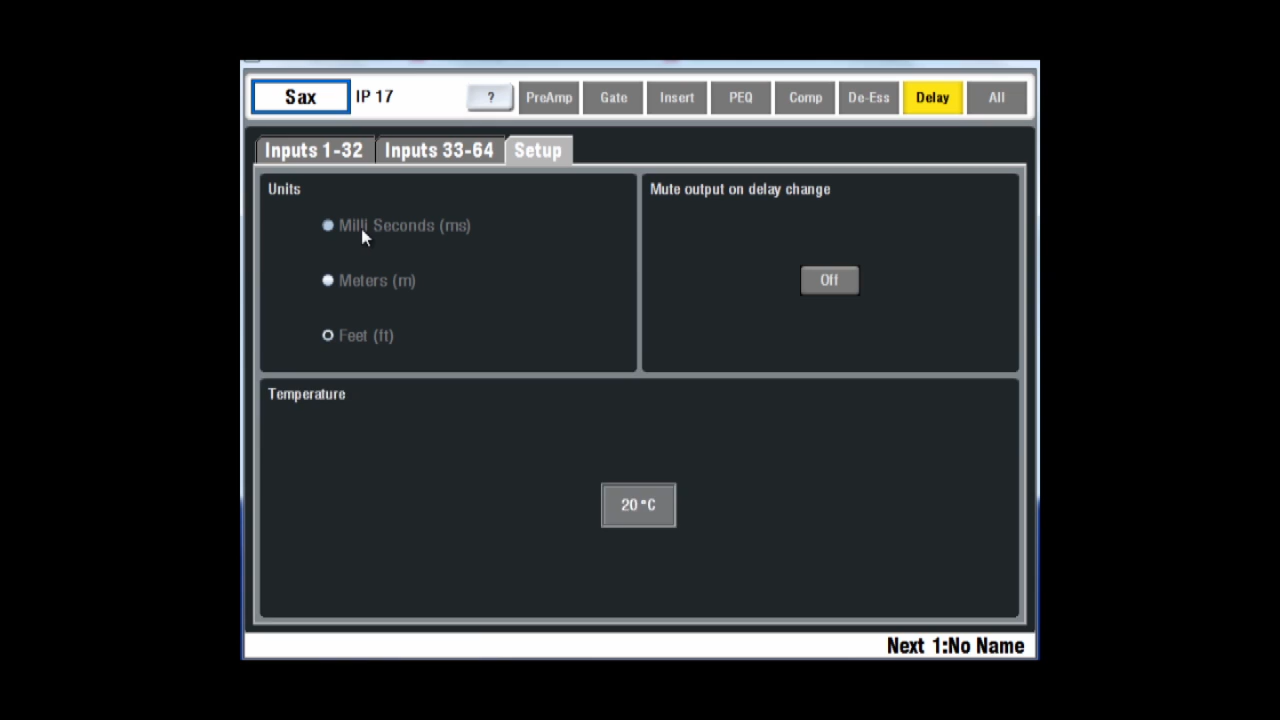 Sax IP 17 ? PreAmp Gate Insert PEQ Comp De-Ess Delay All
Inputs 1-32 Inputs 33-64 Setup
Units
Milli Seconds (ms)
Meters (m)
Feet (ft)
Mute output on delay change
Off
Temperature
20°C
Next 1:No Name